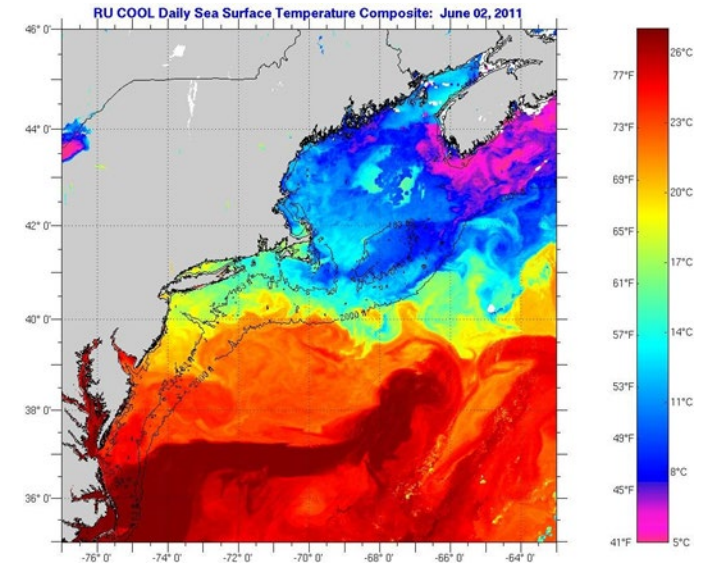 RU COOL Daily Sea Surface Temperature Composite: June 02, 2011
46° 0'
44° 0'
42° 0'
40° 0'
38° 0'
36° 0'
-76° 0'
-74° 0'
-72° 0'
-70° 0'
-68° 0'
-66° 0'
-64° 0'
2000 m
77°F
73°F
69°F
65°F
61°F
57°F
53°F
49°F
45°F
41°F
26°C
23°C
20°C
17°C
14°C
11°C
8°C
5°C